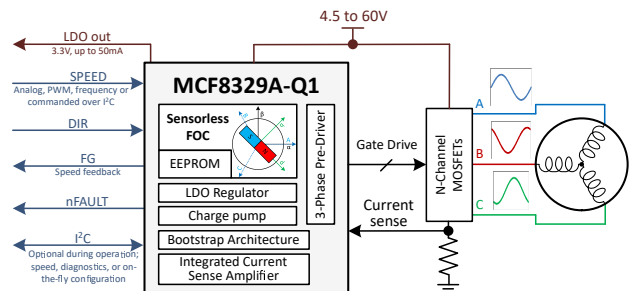 4.5 to 60V
LDO out
3.3V, up to 50mA
SPEED
Analog, PWM, frequency or
commanded over I²C
DIR
FG
Speed feedback
nFAULT
I²C
Optional during operation;
speed, diagnostics, or on-
the-fly configuration
MCF8329A-Q1
Sensorless
FOC
EEPROM
LDO Regulator
Charge pump
Bootstrap Architecture
Integrated Current
Sense Amplifier
3-Phase Pre-Driver
Gate Drive
Current
sense
N-Channel
MOSFETs
A
B
C